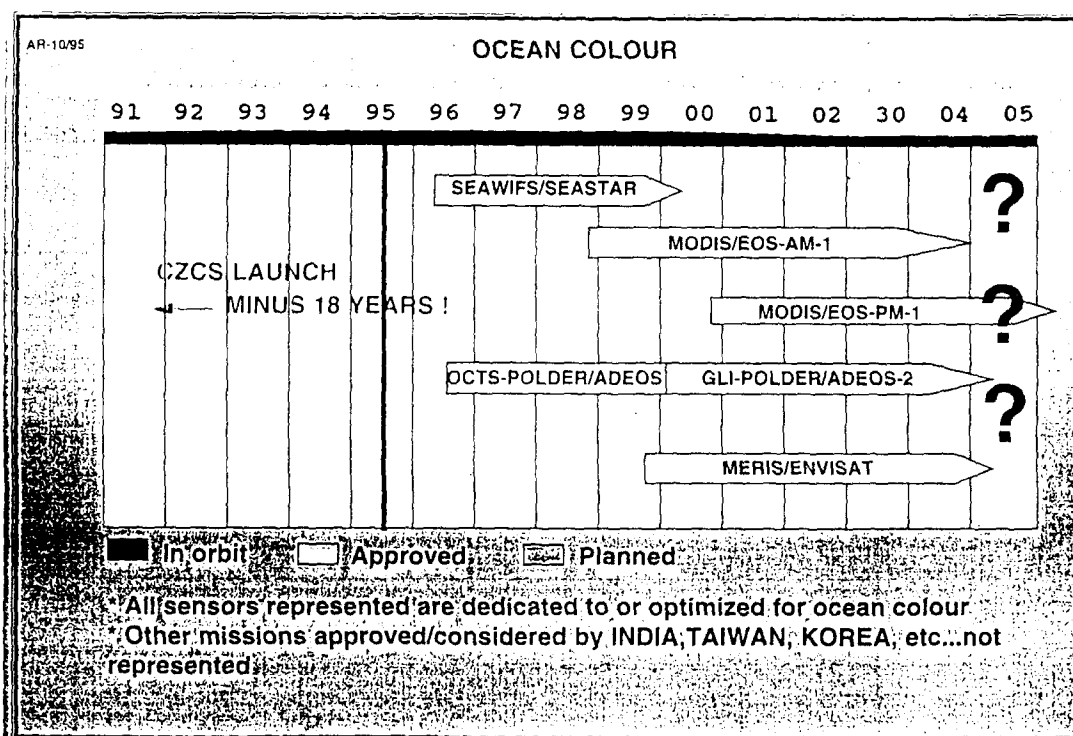 AR-10/95
OCEAN COLOUR
91 92 93 94 95 96 97 98 99 00 01 02 30 04 05
SEAWIFS/SEASTAR
?
MODIS/EOS-AM-1
CZCS LAUNCH
MINUS 18 YEARS !
MODIS/EOS-PM-1
?
OCTS-POLDER/ADEOS GLI-POLDER/ADEOS-2
?
MERIS/ENVISAT
In orbit Approved Planned
* All sensors represented are dedicated to or optimized for ocean colour
* Other missions approved/considered by INDIA, TAIWAN, KOREA, etc...not
represented